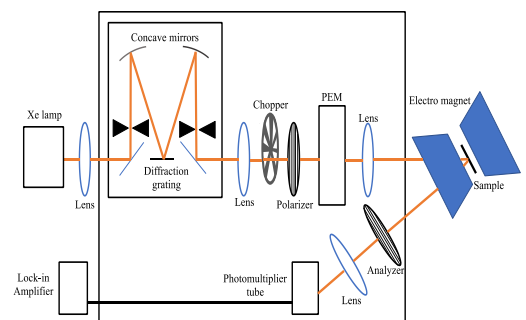 Concave mirrors
Xe lamp
Chopper
PEM
Lens
Electro magnet
Diffraction
grating
Lens
Lens
Polarizer
Sample
Analyzer
Lock-in
Amplifier
Photomultiplier
tube
Lens